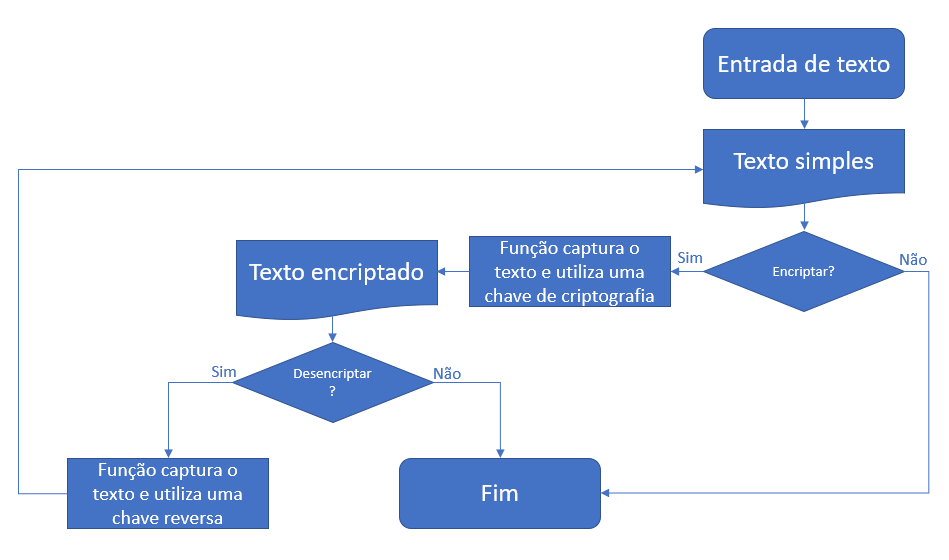 Entrada de texto
Texto simples
Encriptar?
Sim
Não
Função captura o
texto e utiliza uma
chave de criptografia
Texto encriptado
Desencriptar
?
Sim
Não
Função captura o
texto e utiliza uma
chave reversa
Fim